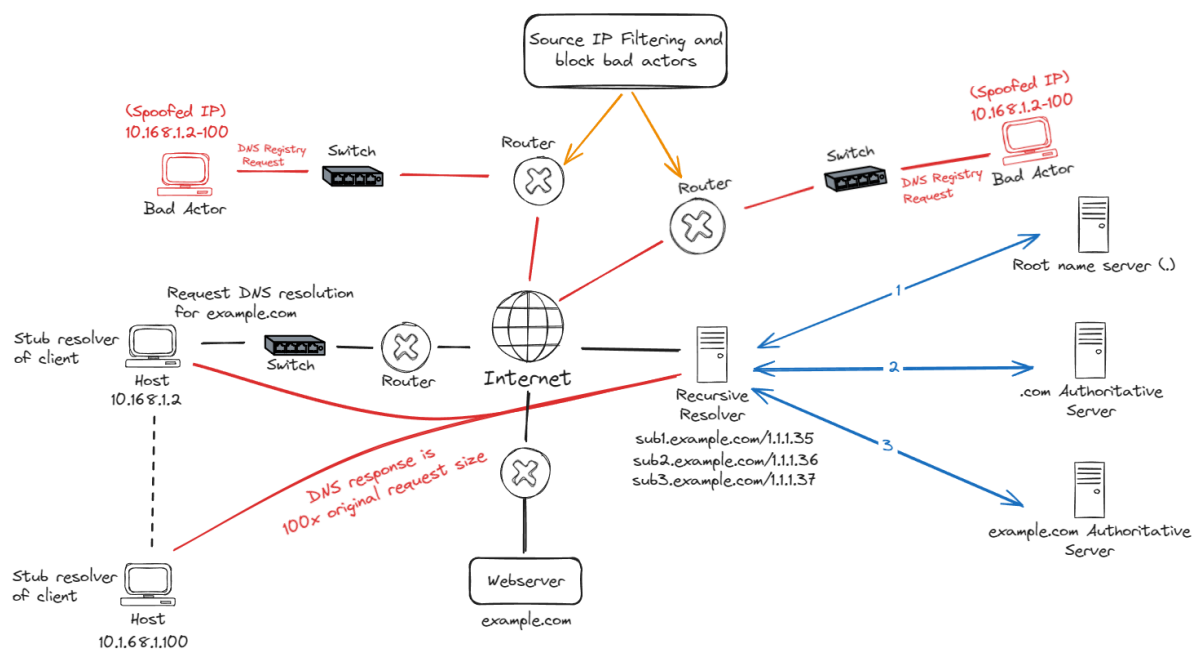 Source IP Filtering and
block bad actors
(Spoofed IP)
10.168.1.2-100
DNS Registry
Request
Switch
Router
Bad Actor
(Spoofed IP)
10.168.1.2-100
Switch
Router
DNS Registry
Request
Bad Actor
Root name server (.)
1
Request DNS resolution
for example.com
Stub resolver
of client
Switch
Router
Internet
Host
10.168.1.2
Recursive
Resolver
sub1.example.com/1.1.1.35
sub2.example.com/1.1.1.36
sub3.example.com/1.1.1.37
2
.com Authoritative
Server
3
DNS response is
100x original request size
example.com Authoritative
Server
Stub resolver
of client
Host
10.1.68.1.100
Webserver
example.com